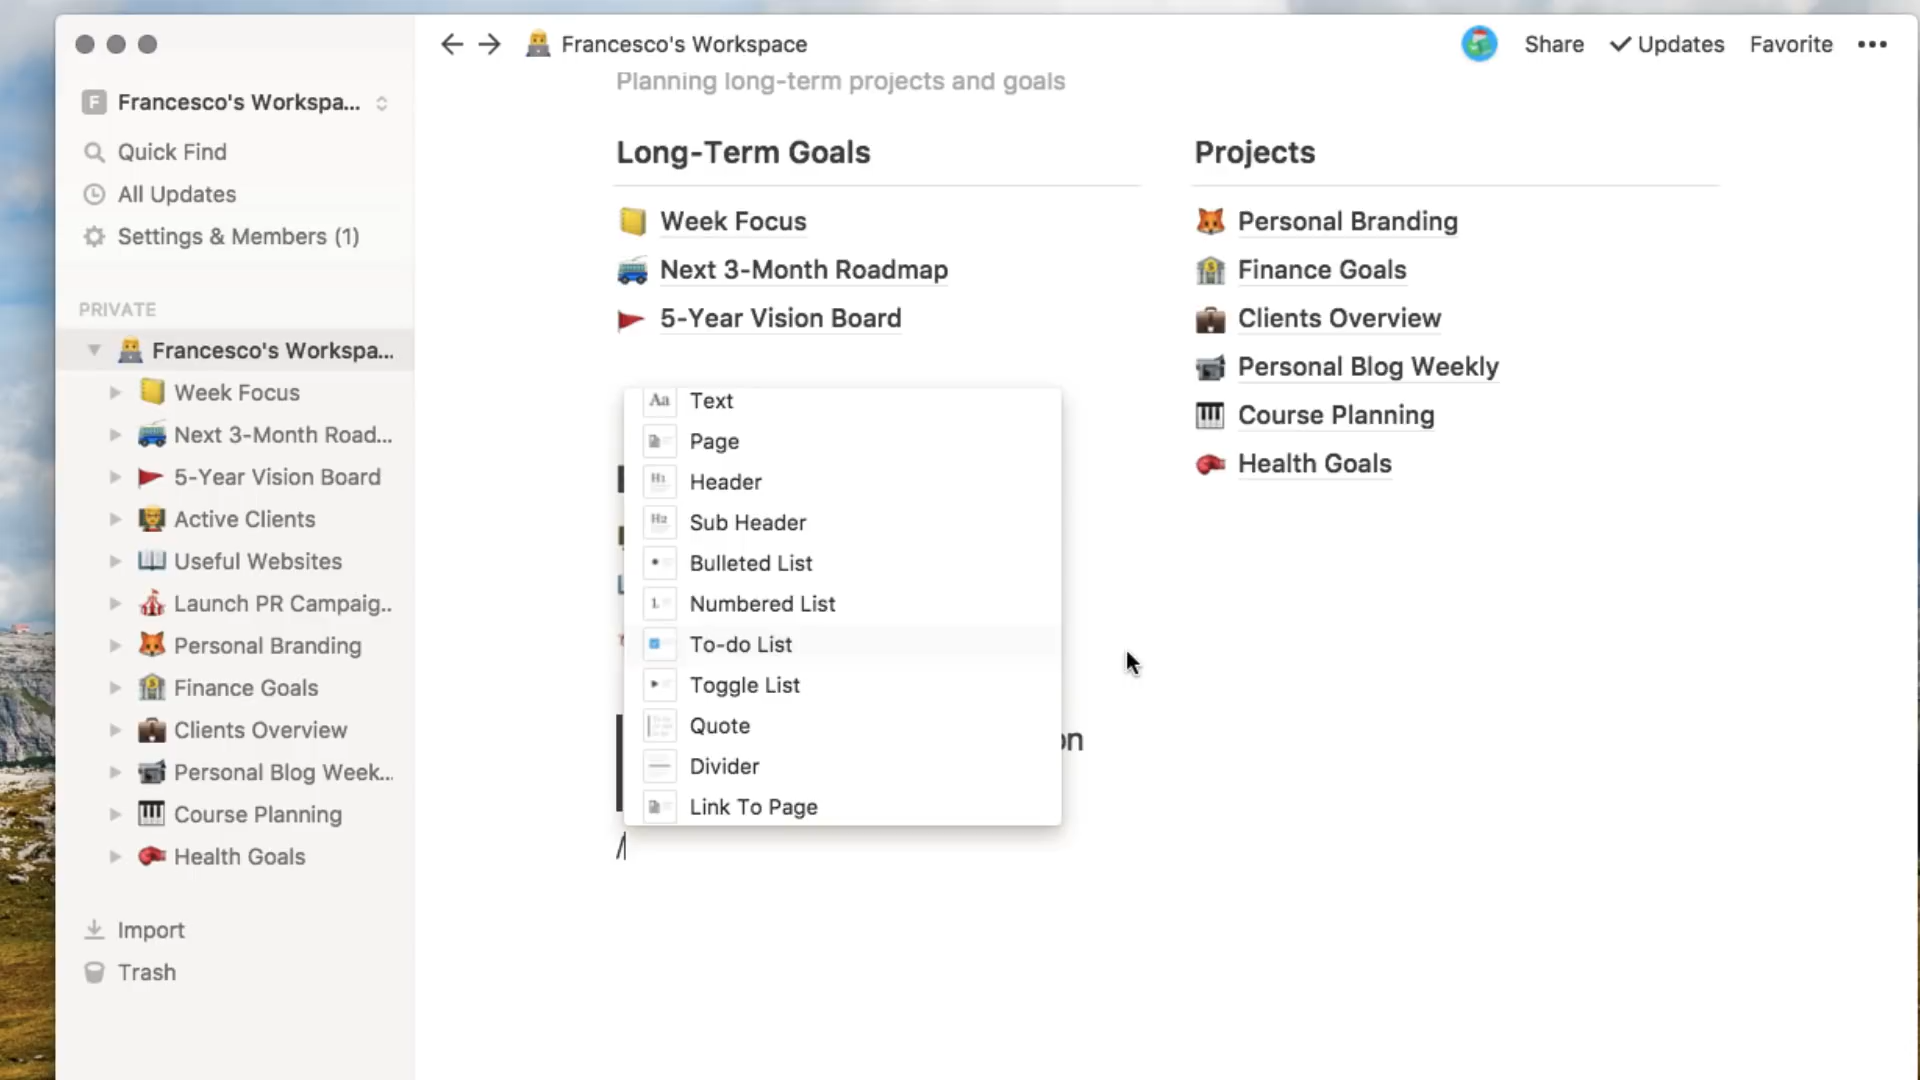 Francesco's Workspace
Share
Updates
Favorite
F
Francesco's Workspa...
Quick Find
All Updates
Settings & Members (1)
PRIVATE
Francesco's Workspa...
Week Focus
Next 3-Month Road...
5-Year Vision Board
Active Clients
Useful Websites
Launch PR Campaig..
Personal Branding
Finance Goals
Clients Overview
Personal Blog Week...
Course Planning
Health Goals
Import
Trash
Planning long-term projects and goals
Long-Term Goals
Week Focus
Next 3-Month Roadmap
5-Year Vision Board
Aa Text
Page
H1 Header
H2 Sub Header
Bulleted List
1. Numbered List
To-do List
Toggle List
Quote
Divider
Link To Page
on
/
Projects
Personal Branding
Finance Goals
Clients Overview
Personal Blog Weekly
Course Planning
Health Goals